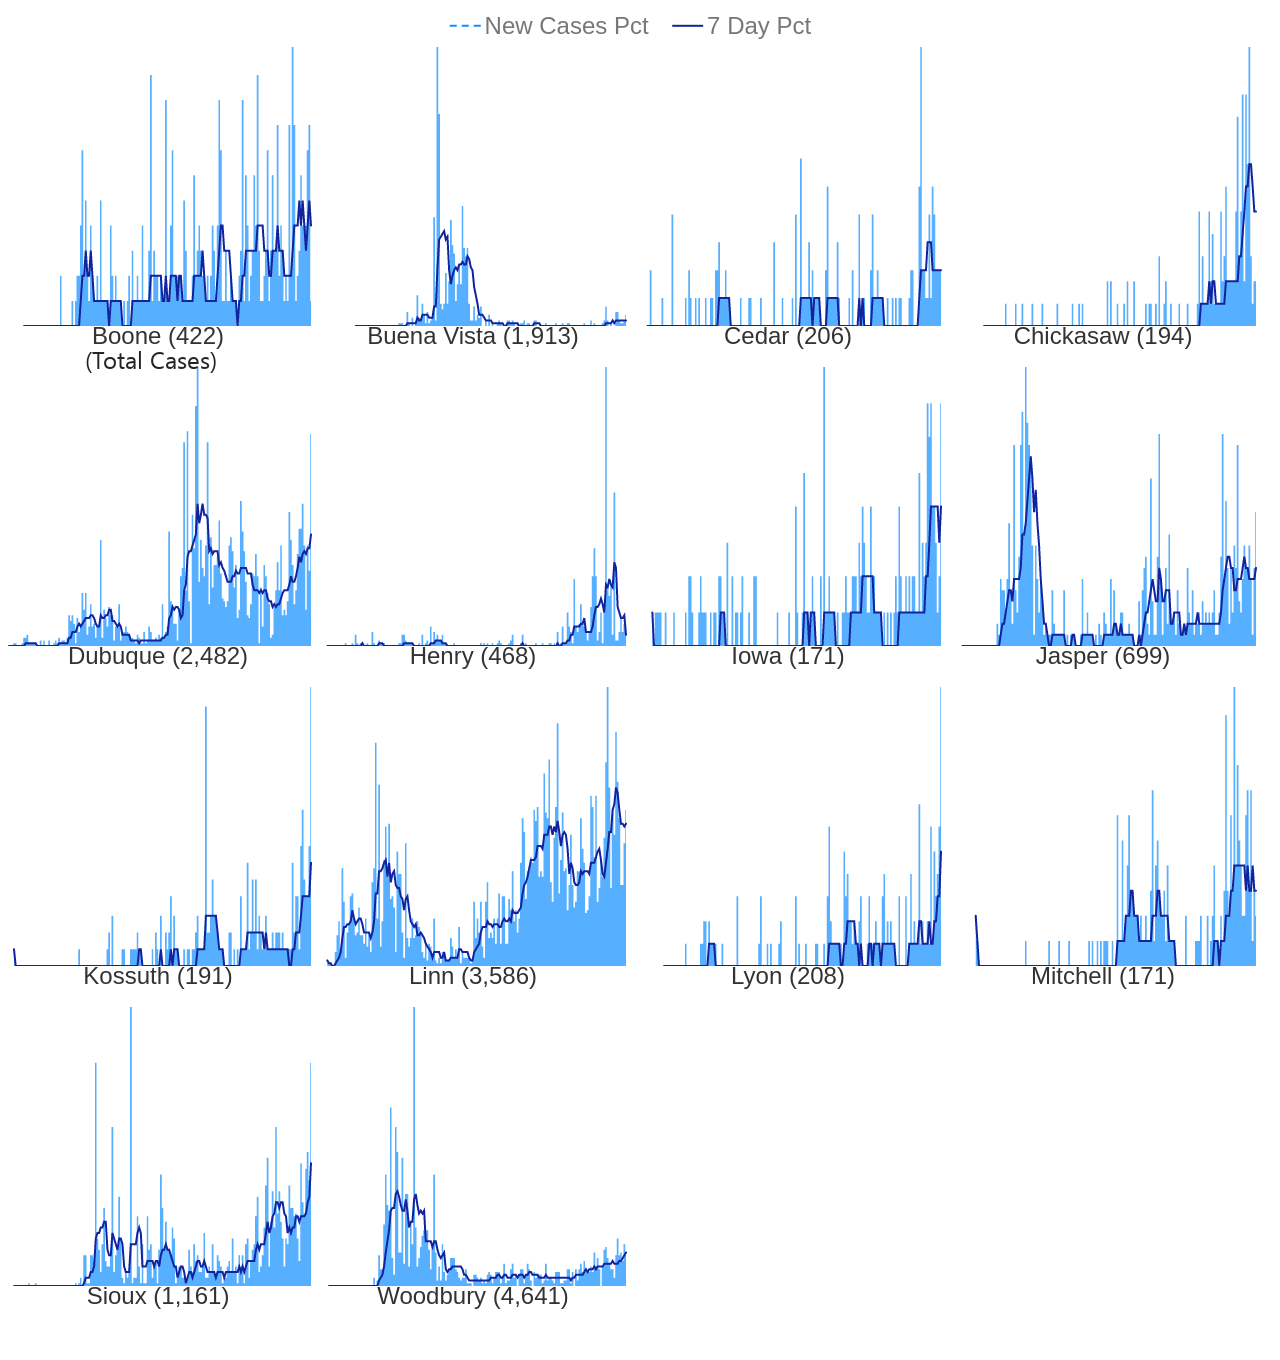 New Cases Pct 7 Day Pct
Boone (422) Buena Vista (1,913) Cedar (206) Chickasaw (194)
(Total Cases)
Dubuque (2,482) Henry (468) Iowa (171) Jasper (699)
Kossuth (191) Linn (3,586) Lyon (208) Mitchell (171)
Sioux (1,161) Woodbury (4,641)